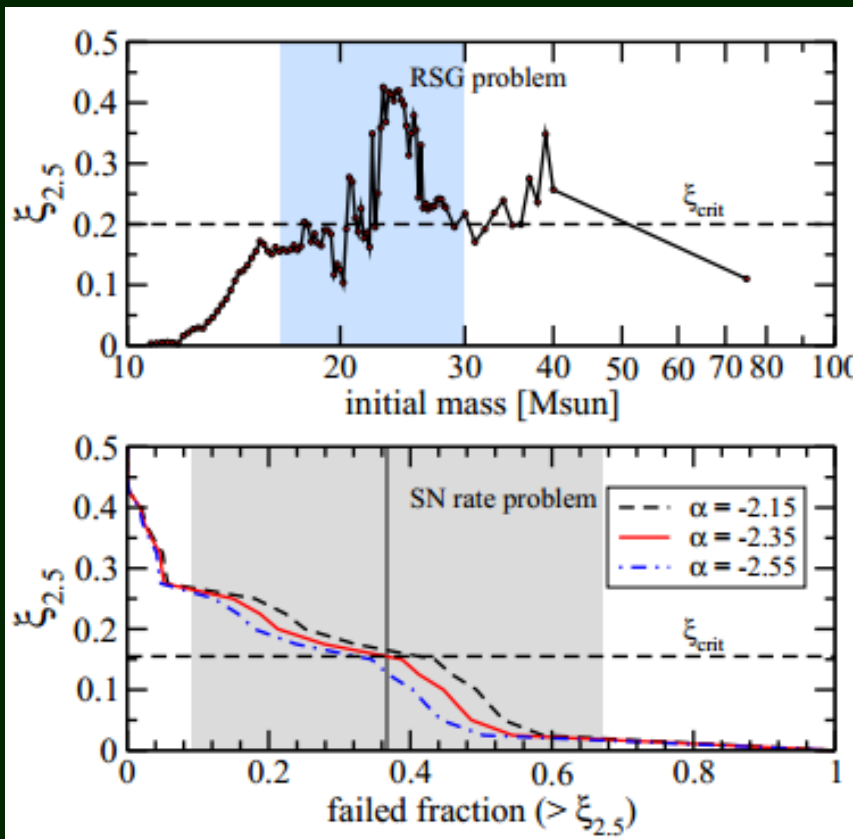 0.5
RSG problem
0.4
0.3
ξ2.5
ξcrit
0.2
0.1
0
10 20 30 40 50 60 70 80 100
initial mass [Msun]
0.5
SN rate problem
α = -2.15
0.4
α = -2.35
α = -2.55
0.3
ξ2.5
0.2
ξcrit
0.1
0
0 0.2 0.4 0.6 0.8 1
failed fraction (> ξ2.5)